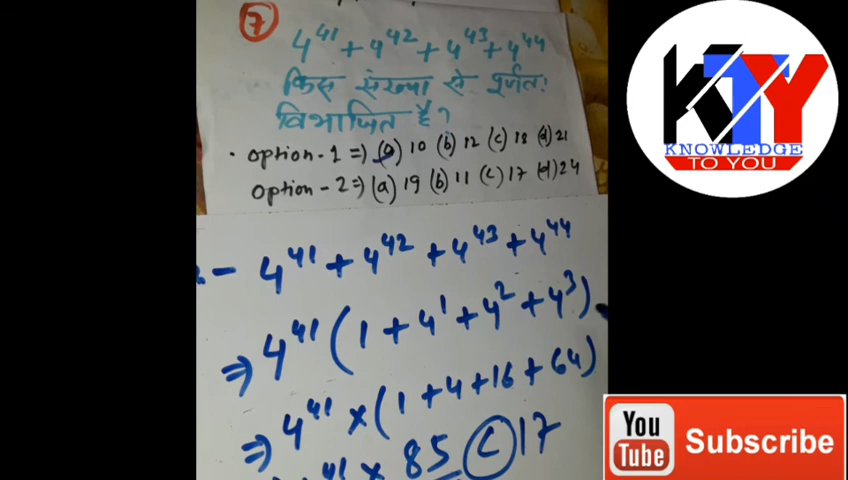 7
4^41 + 4^42 + 4^43 + 4^44
किस संख्या से पूर्णतः
विभाजित है?
• option - 1 => (a) 10 (b) 12 (c) 18 (d) 21
option - 2 => (a) 19 (b) 11 (c) 17 (d) 24
- 4^41 + 4^42 + 4^43 + 4^44
=> 4^41 (1 + 4^1 + 4^2 + 4^3)
=> 4^41 × (1 + 4 + 16 + 64)
41 × 85 (c) 17
KTY
KNOWLEDGE
TO YOU
You
Tube
Subscribe